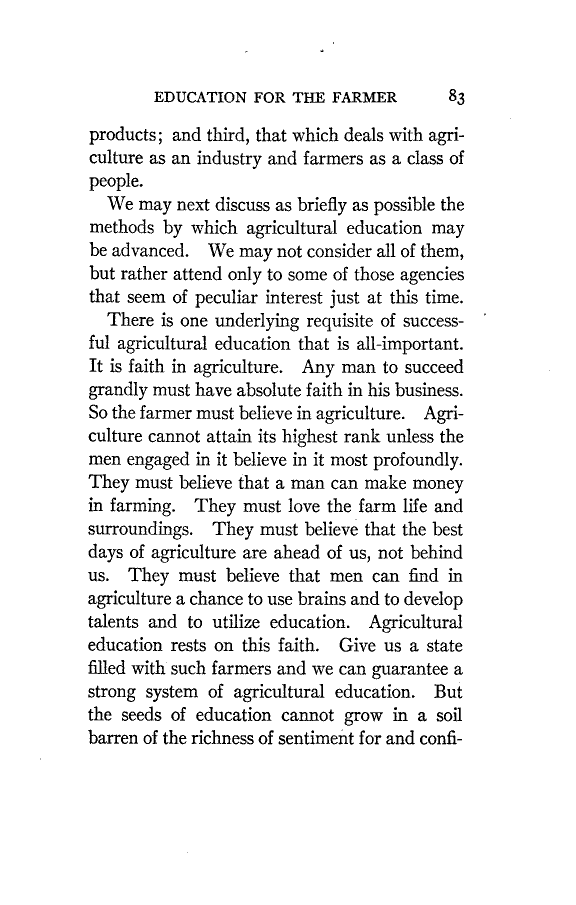 EDUCATION FOR THE FARMER 83
products; and third, that which deals with agri-
culture as an industry and farmers as a class of
people.
We may next discuss as briefly as possible the
methods by which agricultural education may
be advanced. We may not consider all of them,
but rather attend only to some of those agencies
that seem of peculiar interest just at this time.
There is one underlying requisite of success-
ful agricultural education that is all-important.
It is faith in agriculture. Any man to succeed
grandly must have absolute faith in his business.
So the farmer must believe in agriculture. Agri-
culture cannot attain its highest rank unless the
men engaged in it believe in it most profoundly.
They must believe that a man can make money
in farming. They must love the farm life and
surroundings. They must believe that the best
days of agriculture are ahead of us, not behind
us. They must believe that men can find in
agriculture a chance to use brains and to develop
talents and to utilize education. Agricultural
education rests on this faith. Give us a state
filled with such farmers and we can guarantee a
strong system of agricultural education. But
the seeds of education cannot grow in a soil
barren of the richness of sentiment for and confi-